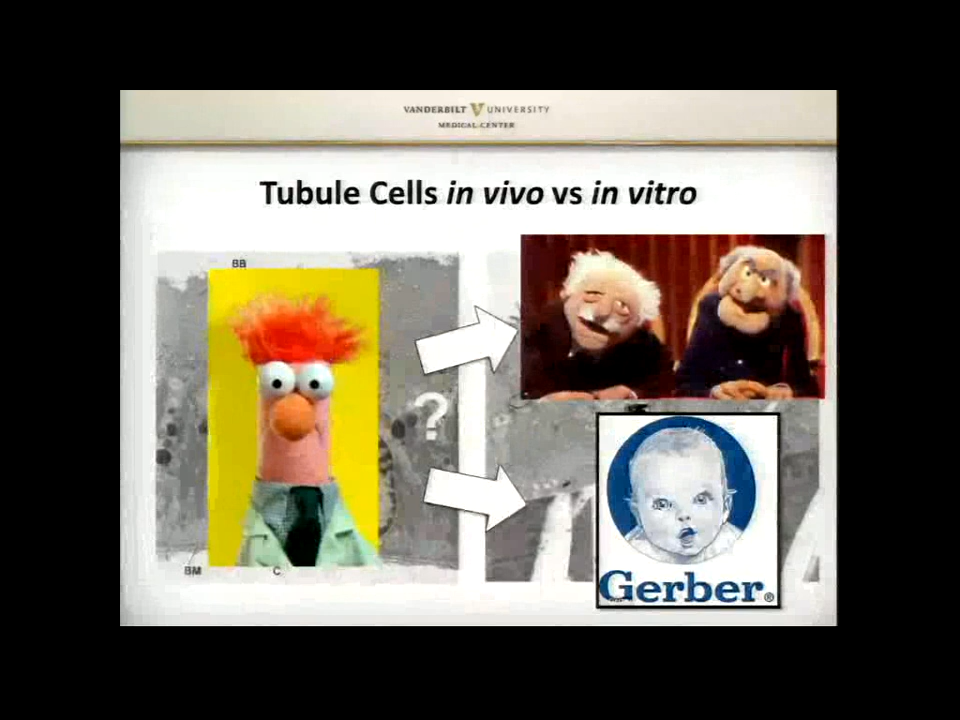 VANDERBILT UNIVERSITY
MEDICAL CENTER
Tubule Cells in vivo vs in vitro
BB
?
BM
C
Gerber®